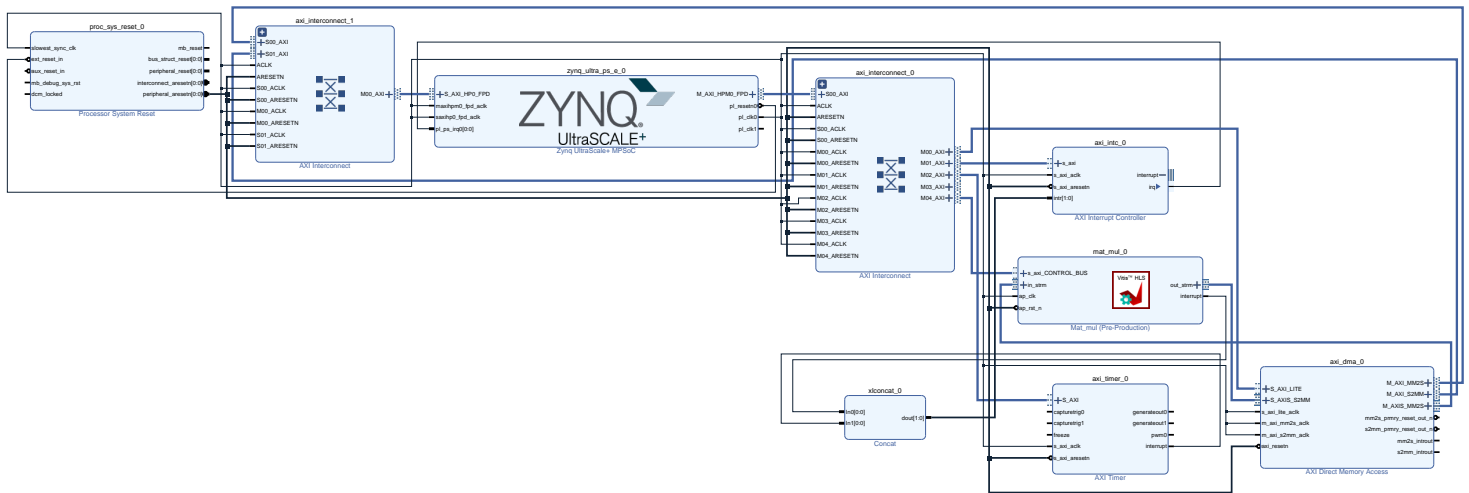 proc_sys_reset_0
slowest_sync_clk
ext_reset_in
aux_reset_in
mb_debug_sys_rst
dcm_locked
mb_reset
bus_struct_reset[0:0]
peripheral_reset[0:0]
interconnect_aresetn[0:0]
peripheral_aresetn[0:0]
Processor System Reset
axi_interconnect_1
S00_AXI
S01_AXI
ACLK
ARESETN
S00_ACLK
S00_ARESETN
M00_ACLK
M00_ARESETN
S01_ACLK
S01_ARESETN
M00_AXI
AXI Interconnect
zynq_ultra_ps_e_0
S_AXI_HP0_FPD
maxihpm0_fpd_aclk
saxihp0_fpd_aclk
pl_ps_irq0[0:0]
ZYNQ
UltraSCALE+
M_AXI_HPM0_FPD
pl_resetn0
pl_clk0
pl_clk1
Zynq UltraScale+ MPSoC
axi_interconnect_0
S00_AXI
ACLK
ARESETN
S00_ACLK
S00_ARESETN
M00_ACLK
M00_ARESETN
M01_ACLK
M01_ARESETN
M02_ACLK
M02_ARESETN
M03_ACLK
M03_ARESETN
M04_ACLK
M04_ARESETN
M00_AXI
M01_AXI
M02_AXI
M03_AXI
M04_AXI
AXI Interconnect
axi_intc_0
s_axi
s_axi_aclk
s_axi_aresetn
intr[1:0]
interrupt
irq
AXI Interrupt Controller
mat_mul_0
s_axi_CONTROL_BUS
in_strm
ap_clk
ap_rst_n
Vitis™ HLS
out_strm
interrupt
Mat_mul (Pre-Production)
xlconcat_0
In0[0:0]
In1[0:0]
dout[1:0]
Concat
axi_timer_0
S_AXI
capturetrig0
capturetrig1
freeze
s_axi_aclk
s_axi_aresetn
generateout0
generateout1
pwm0
interrupt
AXI Timer
axi_dma_0
S_AXI_LITE
S_AXIS_S2MM
s_axi_lite_aclk
m_axi_mm2s_aclk
m_axi_s2mm_aclk
axi_resetn
M_AXI_MM2S
M_AXI_S2MM
M_AXIS_MM2S
mm2s_prmry_reset_out_n
s2mm_prmry_reset_out_n
mm2s_introut
s2mm_introut
AXI Direct Memory Access